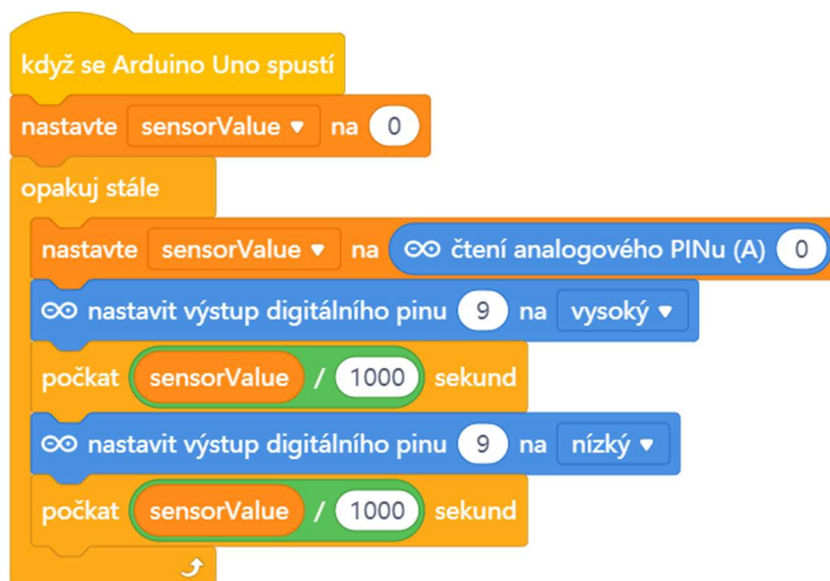 když se Arduino Uno spustí
nastavte sensorValue na 0
opakuj stále
nastavte sensorValue na čtení analogového PINu (A) 0
nastavit výstup digitálního pinu 9 na vysoký
počkat sensorValue / 1000 sekund
nastavit výstup digitálního pinu 9 na nízký
počkat sensorValue / 1000 sekund